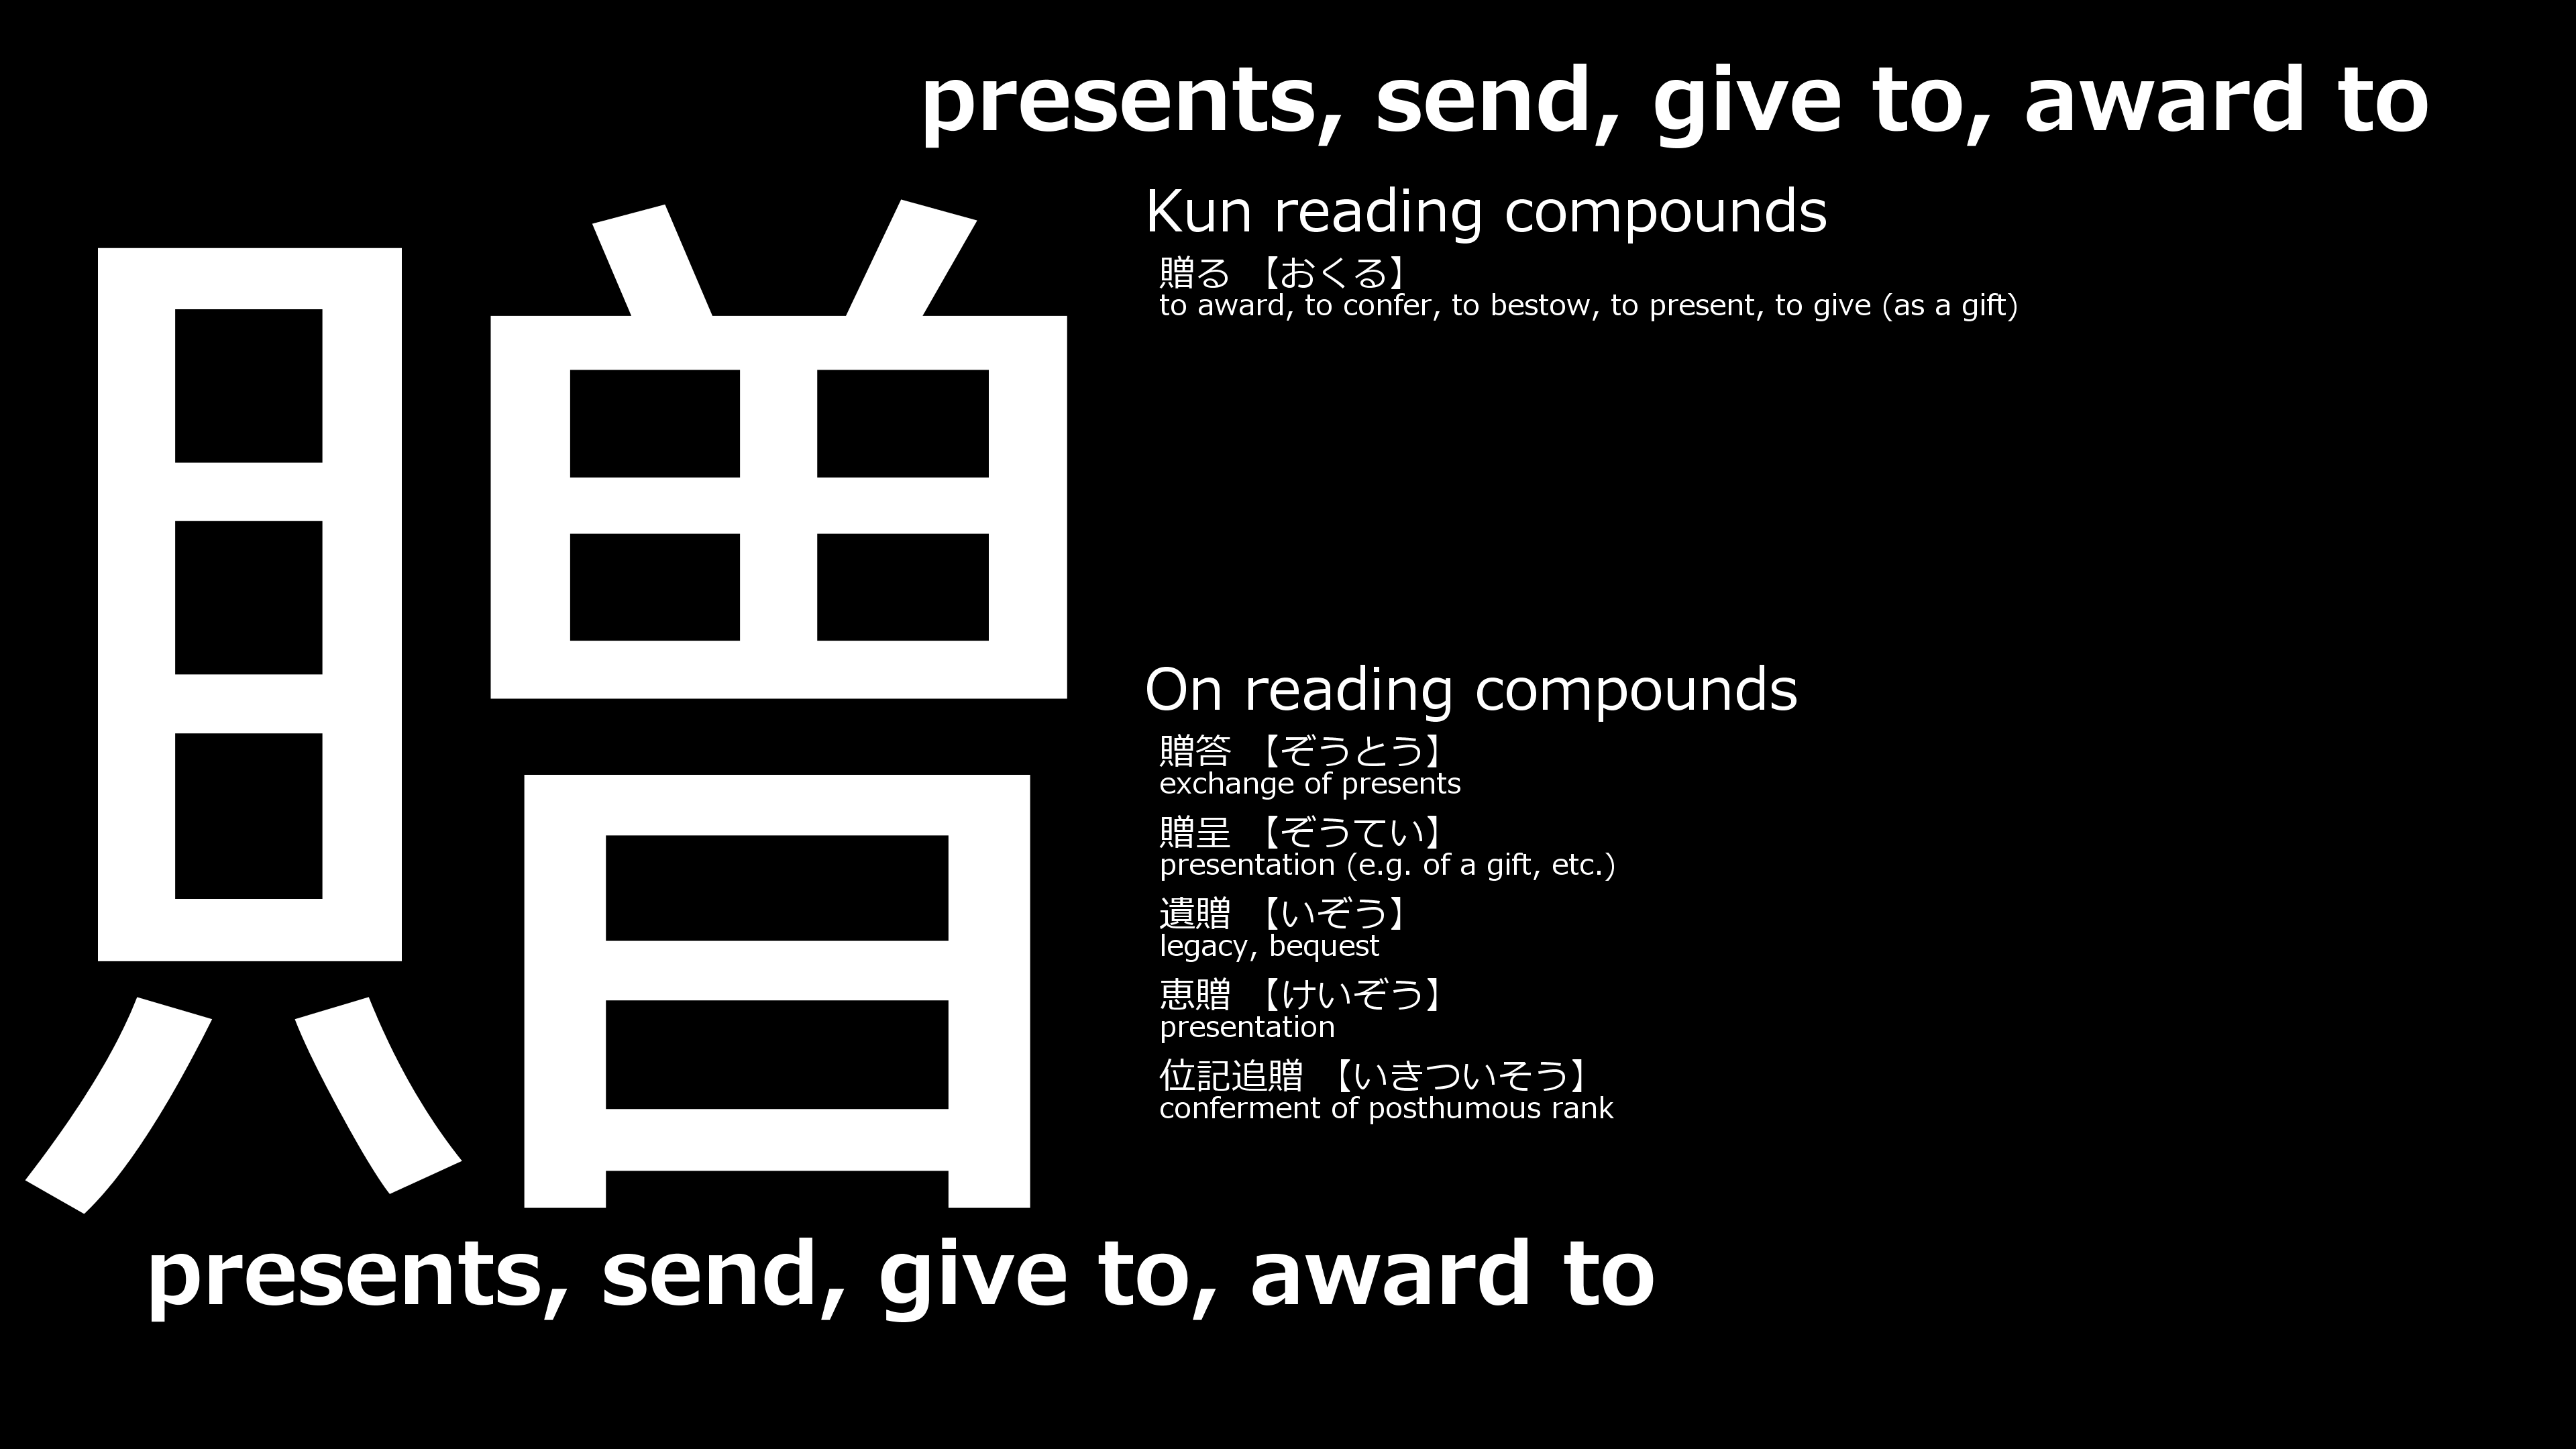 presents, send, give to, award to
贈
Kun reading compounds
贈る 【おくる】
to award, to confer, to bestow, to present, to give (as a gift)
On reading compounds
贈答 【ぞうとう】
exchange of presents
贈呈 【ぞうてい】
presentation (e.g. of a gift, etc.)
遺贈 【いぞう】
legacy, bequest
恵贈 【けいぞう】
presentation
位記追贈 【いきついそう】
conferment of posthumous rank
presents, send, give to, award to